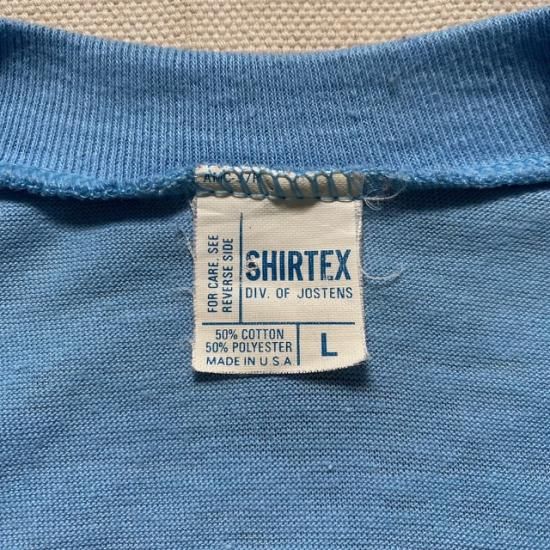 FOR CARE, SEE
REVERSE SIDE
SHIRTEX
DIV. OF JOSTENS
50% COTTON
50% POLYESTER
MADE IN U.S.A
L